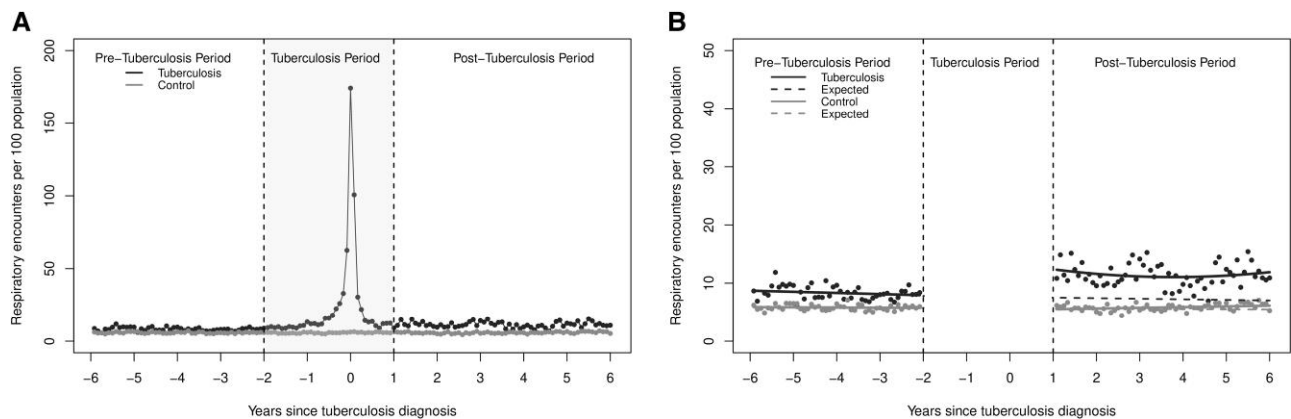 A
Respiratory encounters per 100 population
200
150
100
50
0
Pre−Tuberculosis Period
Tuberculosis
Control
Tuberculosis Period
Post−Tuberculosis Period
−6 −5 −4 −3 −2 −1 0 1 2 3 4 5 6
Years since tuberculosis diagnosis
B
Respiratory encounters per 100 population
50
40
30
20
10
0
Pre−Tuberculosis Period
Tuberculosis
Expected
Control
Expected
Tuberculosis Period
Post−Tuberculosis Period
−6 −5 −4 −3 −2 −1 0 1 2 3 4 5 6
Years since tuberculosis diagnosis